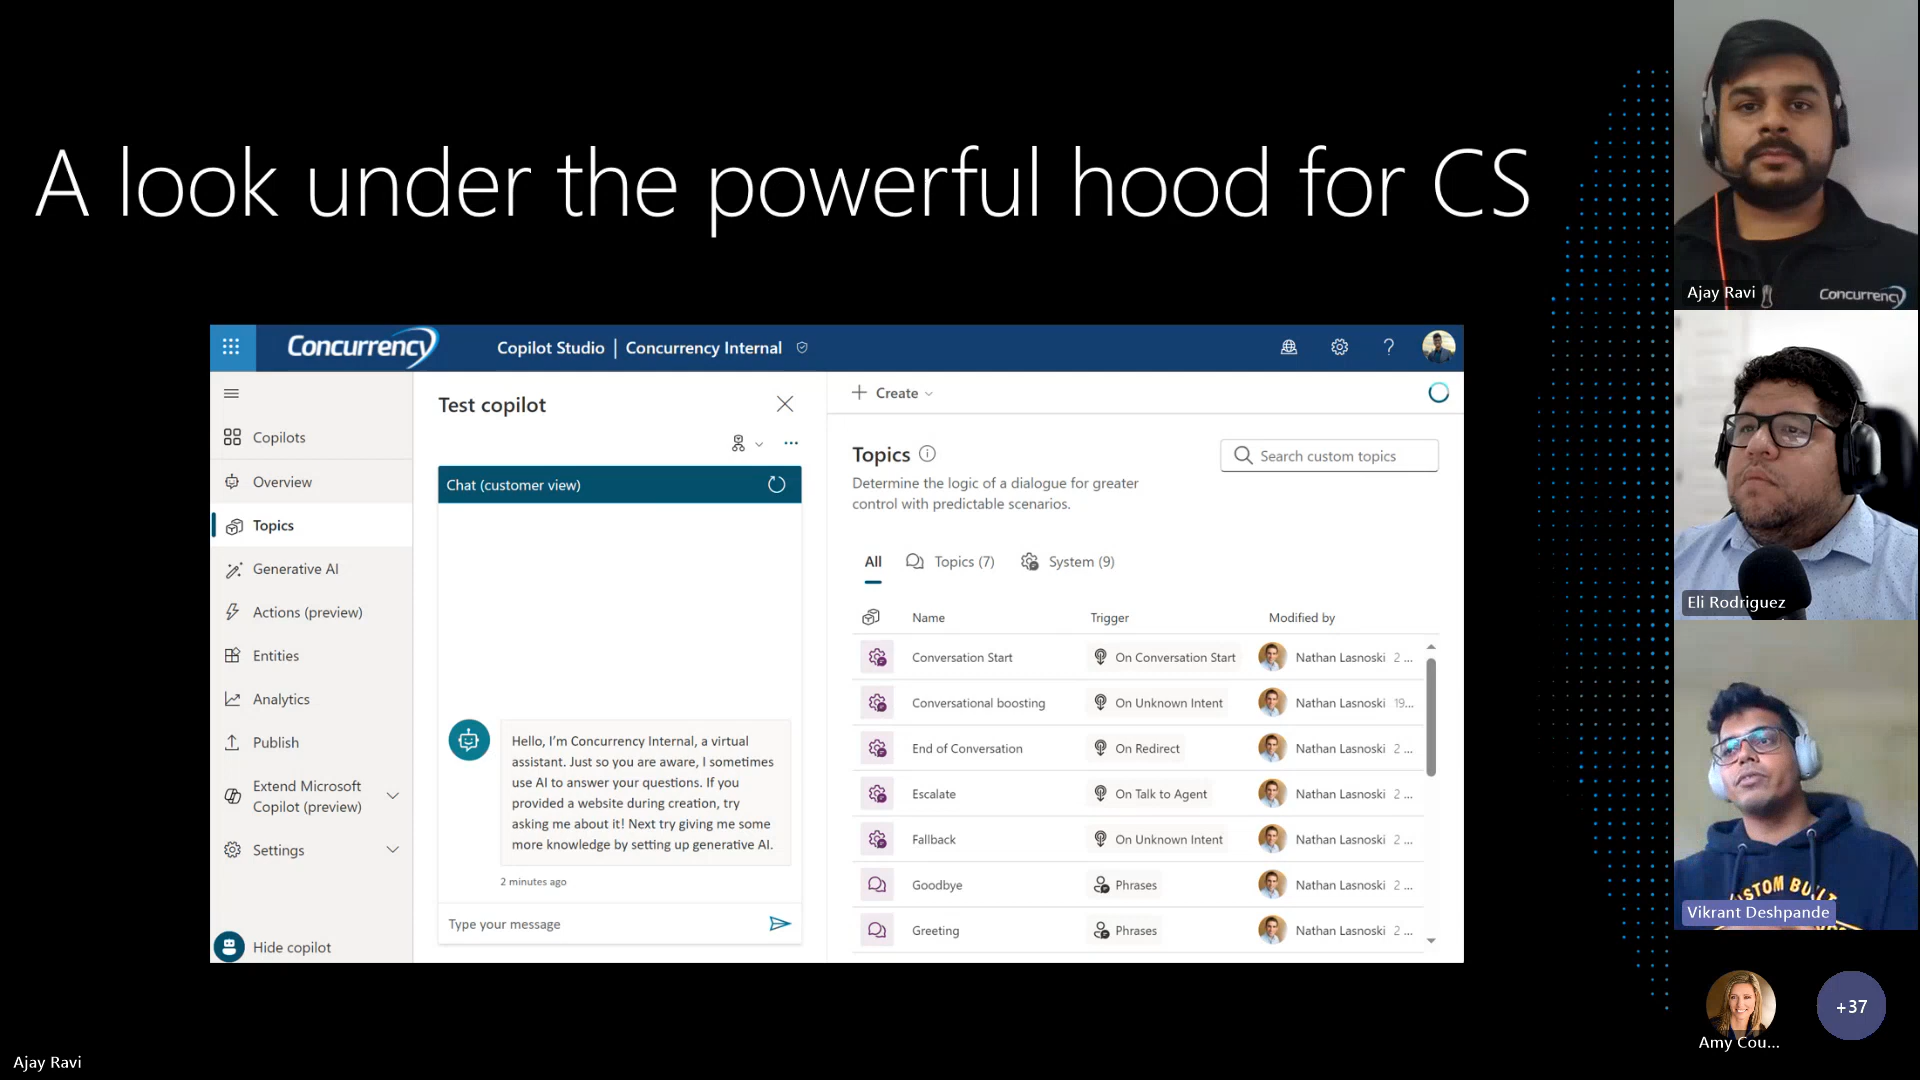 A look under the powerful hood for CS
Concurrency
Copilot Studio | Concurrency Internal
Copilots
Overview
Topics
Generative AI
Actions (preview)
Entities
Analytics
Publish
Extend Microsoft
Copilot (preview)
Settings
Hide copilot
Test copilot
Chat (customer view)
Hello, I'm Concurrency Internal, a virtual
assistant. Just so you are aware, I sometimes
use AI to answer your questions. If you
provided a website during creation, try
asking me about it! Next try giving me some
more knowledge by setting up generative AI.
2 minutes ago
Type your message
Create
Topics
Search custom topics
Determine the logic of a dialogue for greater
control with predictable scenarios.
All Topics (7) System (9)
Name Trigger Modified by
Conversation Start On Conversation Start Nathan Lasnoski 2 ...
Conversational boosting On Unknown Intent Nathan Lasnoski 19...
End of Conversation On Redirect Nathan Lasnoski 2 ...
Escalate On Talk to Agent Nathan Lasnoski 2 ...
Fallback On Unknown Intent Nathan Lasnoski 2 ...
Goodbye Phrases Nathan Lasnoski 2 ...
Greeting Phrases Nathan Lasnoski 2 ...
Ajay Ravi
Concurrency
Eli Rodriguez
Vikrant Deshpande
Amy Cou...
+37
Ajay Ravi